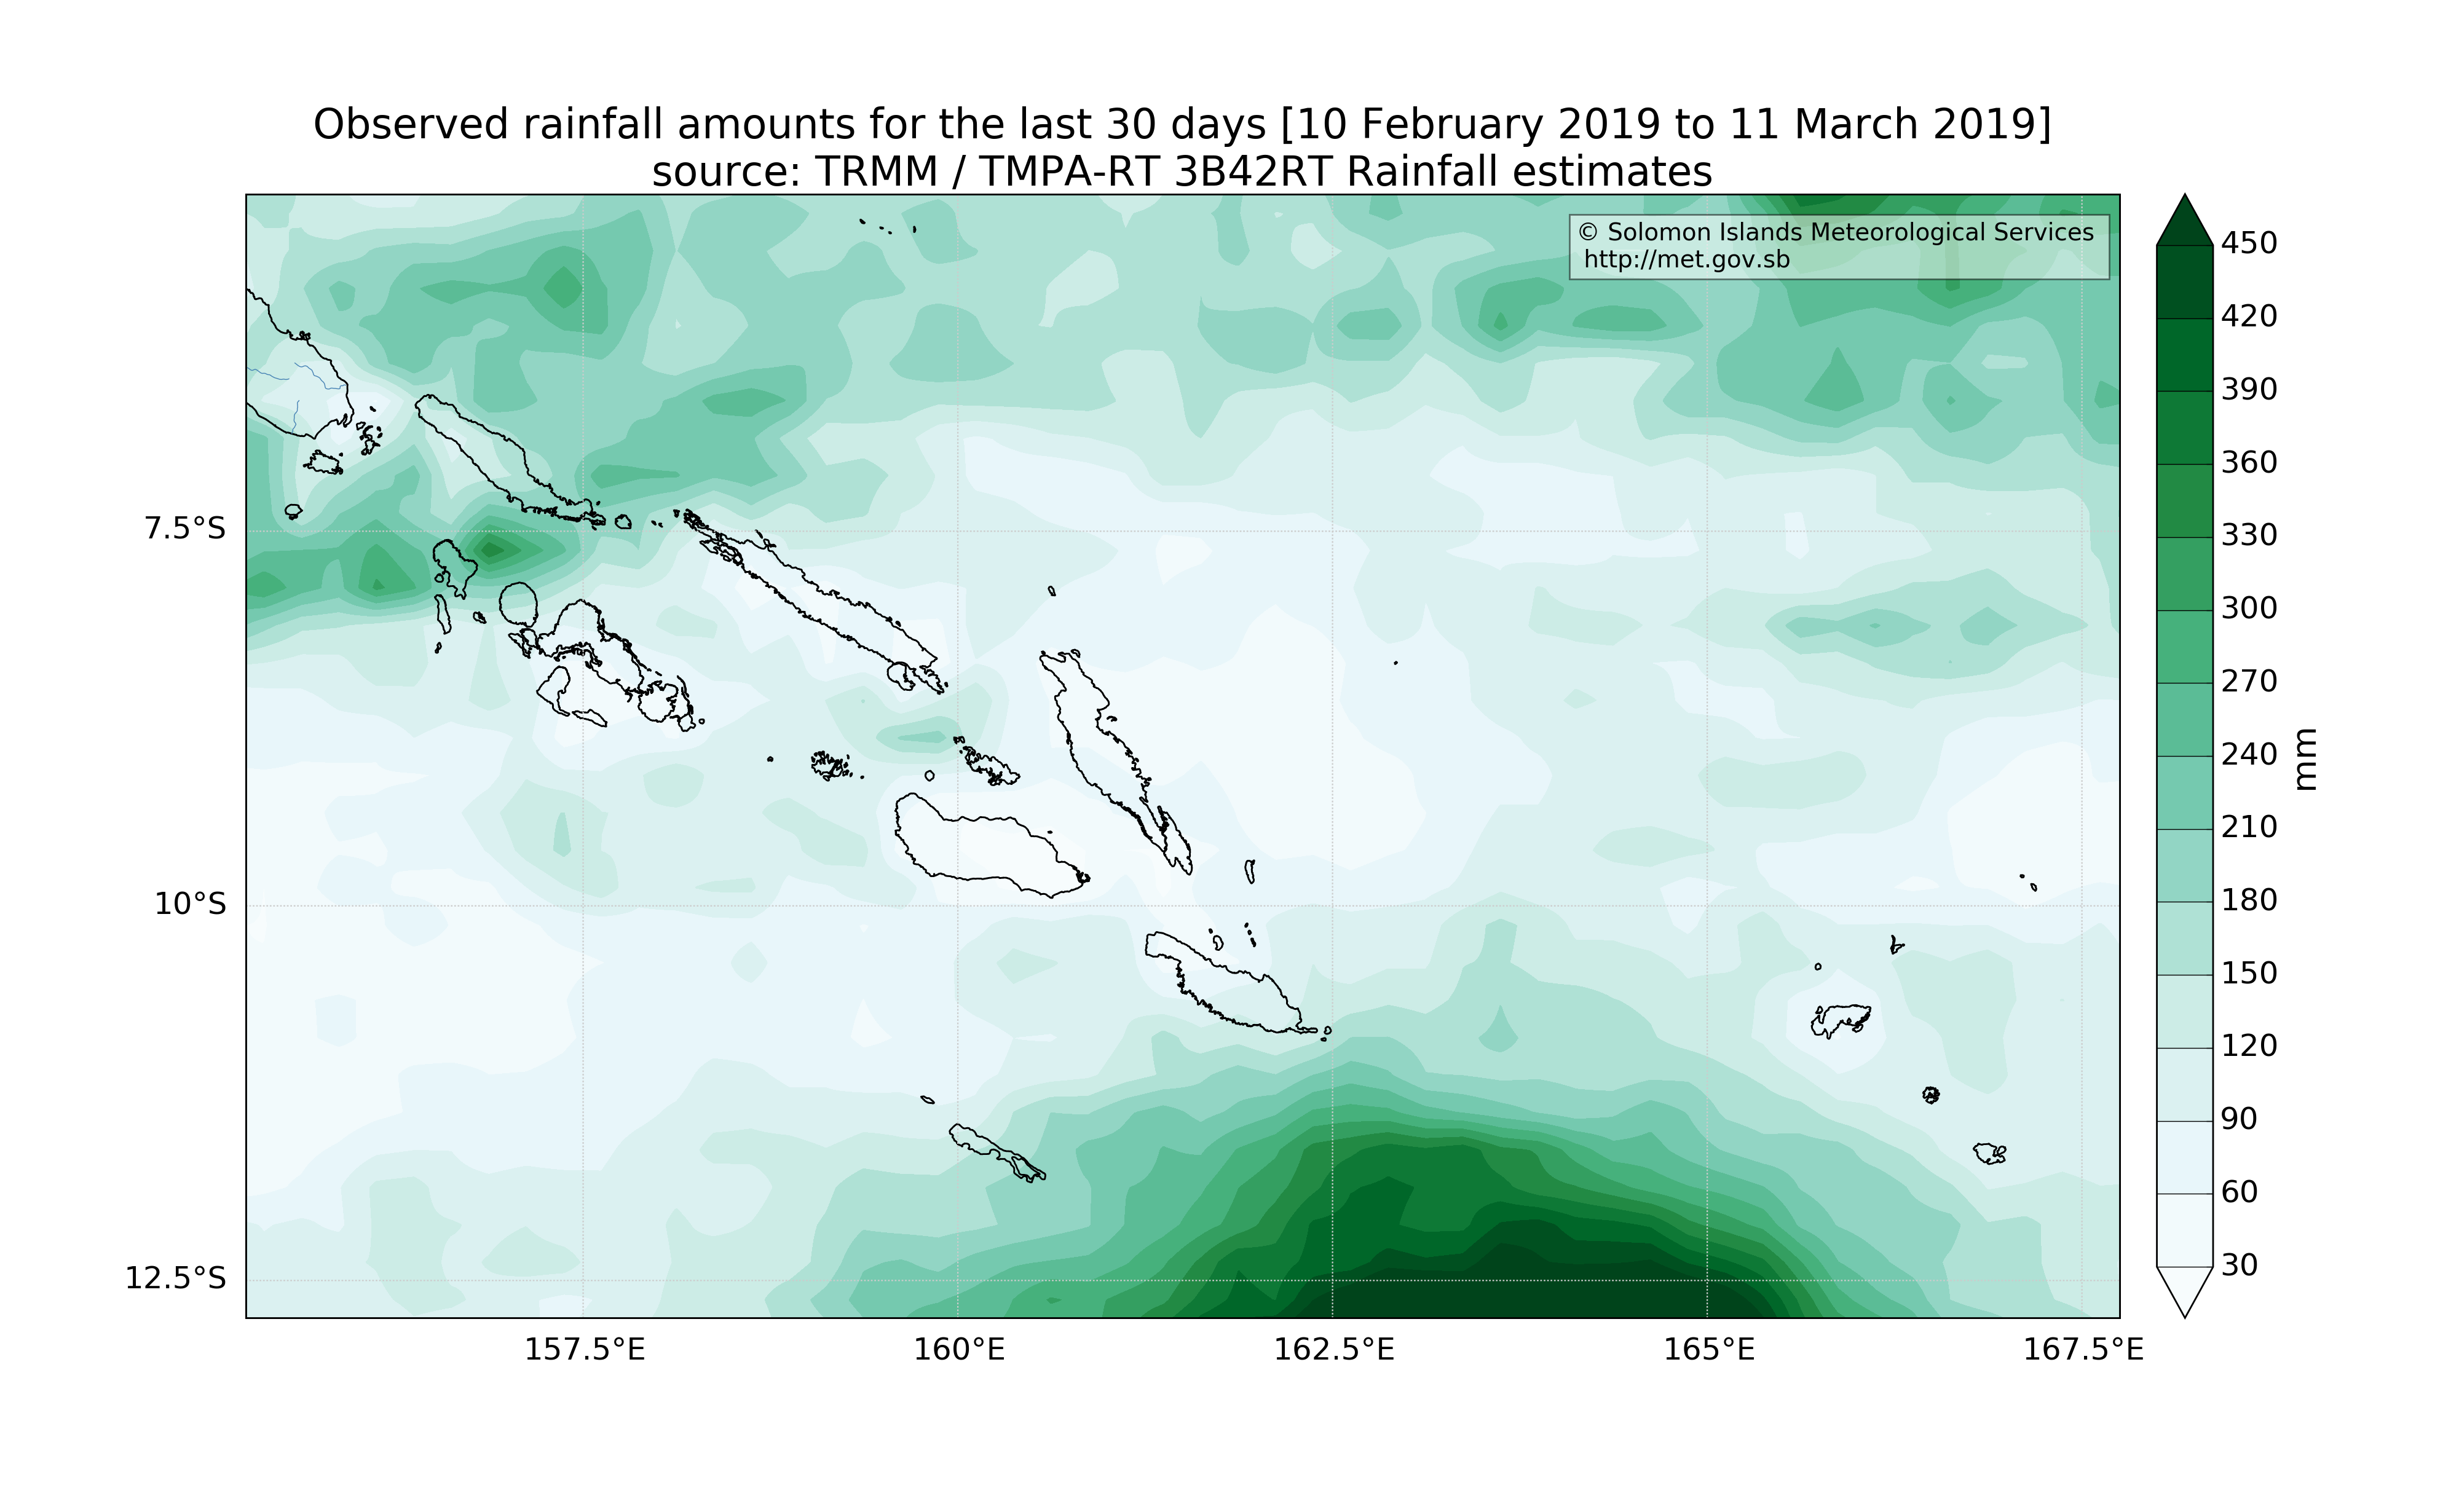 Observed rainfall amounts for the last 30 days [10 February 2019 to 11 March 2019]
source: TRMM / TMPA-RT 3B42RT Rainfall estimates
© Solomon Islands Meteorological Services
http://met.gov.sb
7.5°S
10°S
12.5°S
157.5°E
160°E
162.5°E
165°E
167.5°E
450
420
390
360
330
300
270
240
210
180
150
120
90
60
30
mm